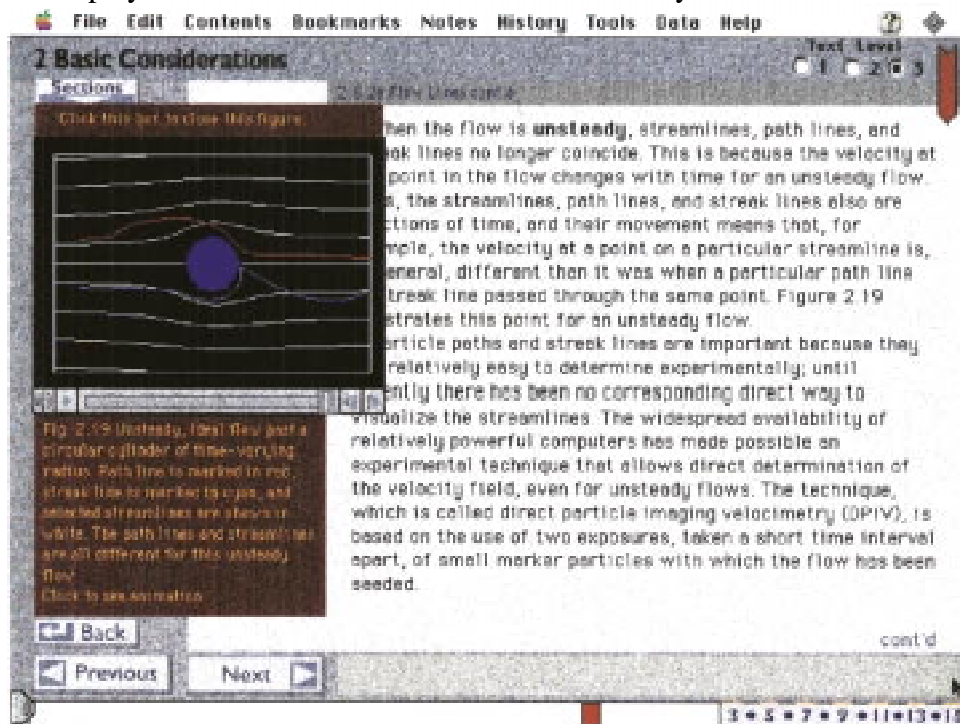 File Edit Contents Bookmarks Notes History Tools Data Help
2 Basic Considerations
Text Level
1 2 3
Sections
Flow Lines cont'd
Click this bar to close this figure.
hen the flow is unsteady, streamlines, path lines, and
ak lines no longer coincide. This is because the velocity at
point in the flow changes with time for an unsteady flow.
s, the streamlines, path lines, and streak lines also are
ctions of time, and their movement means that, for
mple, the velocity at a point on a particular streamline is,
eneral, different than it was when a particular path line
treak line passed through the same point. Figure 2.19
strates this point for an unsteady flow.
article paths and streak lines are important because they
relatively easy to determine experimentally; until
ently there has been no corresponding direct way to
visualize the streamlines. The widespread availability of
relatively powerful computers has made possible an
experimental technique that allows direct determination of
the velocity field, even for unsteady flows. The technique,
which is called direct particle imaging velocimetry (DPIV), is
based on the use of two exposures, taken a short time interval
apart, of small marker particles with which the flow has been
seeded.
cont'd
Fig. 2.19 Unsteady, ideal flow past a
circular cylinder of time-varying
radius. Path line is marked in red,
streak line is marked in cyan, and
selected streamlines are shown in
white. The path lines and streamlines
are all different for this unsteady
flow.
Click to see animation
Back
Previous Next
3 5 7 9 11 13